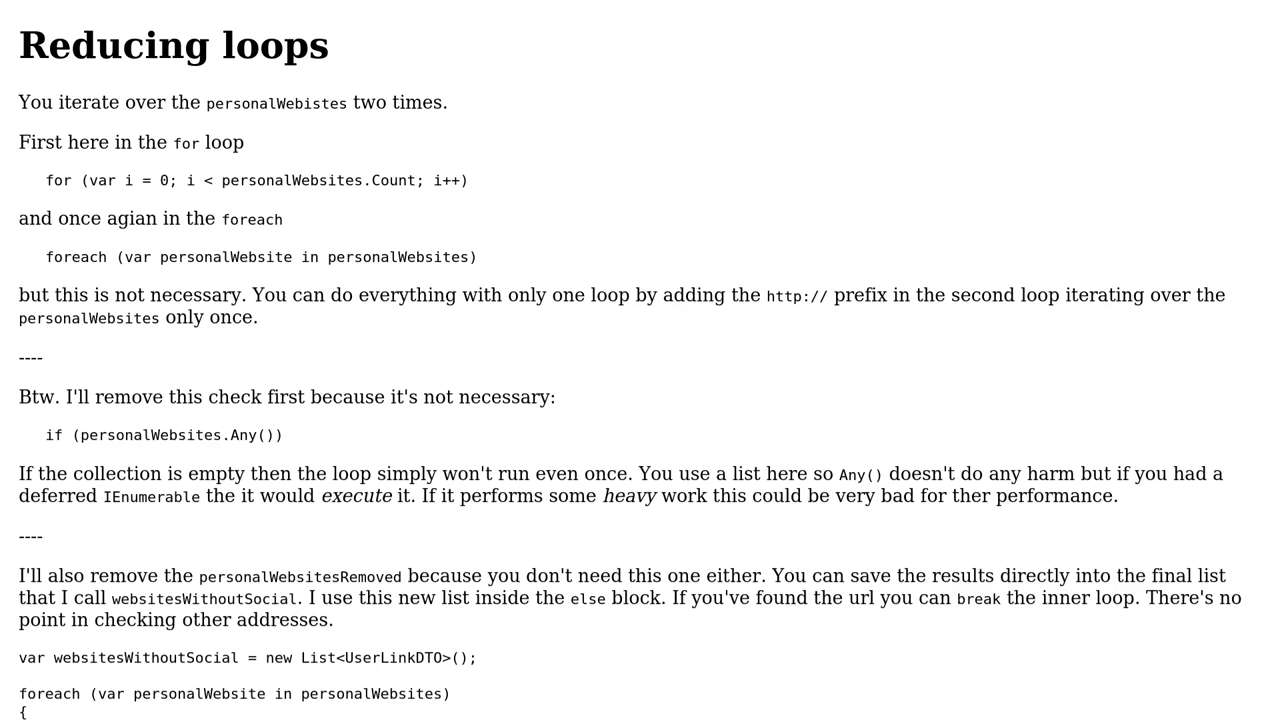 Reducing loops
You iterate over the personalWebistes two times.
First here in the for loop
for (var i = 0; i < personalWebsites.Count; i++)
and once agian in the foreach
foreach (var personalWebsite in personalWebsites)
but this is not necessary. You can do everything with only one loop by adding the http:// prefix in the second loop iterating over the
personalWebsites only once.
----
Btw. I'll remove this check first because it's not necessary:
if (personalWebsites.Any())
If the collection is empty then the loop simply won't run even once. You use a list here so Any() doesn't do any harm but if you had a
deferred IEnumerable the it would execute it. If it performs some heavy work this could be very bad for ther performance.
----
I'll also remove the personalWebsitesRemoved because you don't need this one either. You can save the results directly into the final list
that I call websitesWithoutSocial. I use this new list inside the else block. If you've found the url you can break the inner loop. There's no
point in checking other addresses.
var websitesWithoutSocial = new List<UserLinkDTO>();
foreach (var personalWebsite in personalWebsites)
{